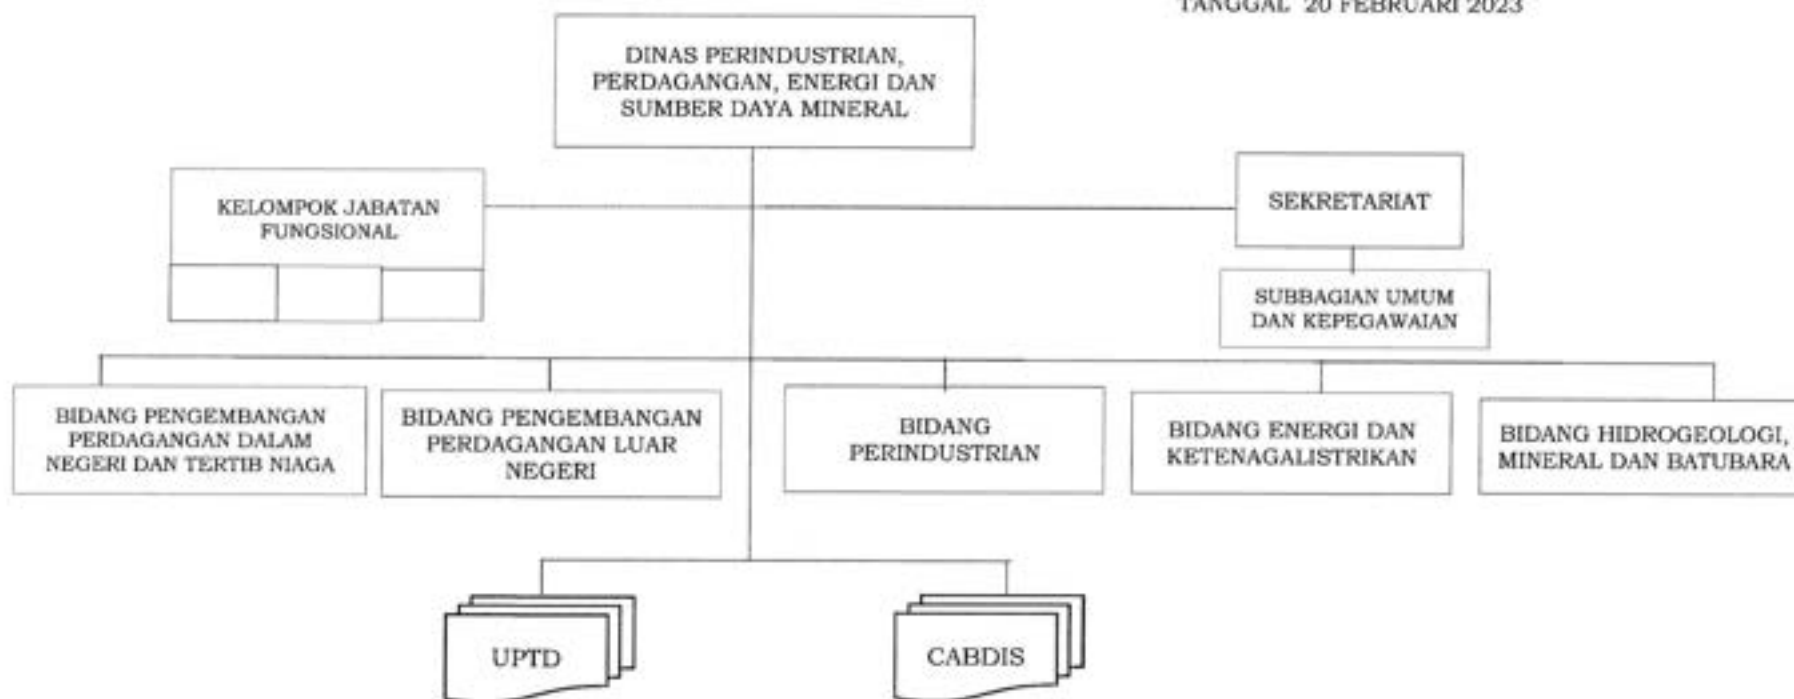 TANGGAL 20 FEBRUARI 2023
DINAS PERINDUSTRIAN,
PERDAGANGAN, ENERGI DAN
SUMBER DAYA MINERAL
KELOMPOK JABATAN
FUNGSIONAL
SEKRETARIAT
SUBBAGIAN UMUM
DAN KEPEGAWAIAN
BIDANG PENGEMBANGAN
PERDAGANGAN DALAM
NEGERI DAN TERTIB NIAGA
BIDANG PENGEMBANGAN
PERDAGANGAN LUAR
NEGERI
BIDANG
PERINDUSTRIAN
BIDANG ENERGI DAN
KETENAGALISTRIKAN
BIDANG HIDROGEOLOGI,
MINERAL DAN BATUBARA
UPTD
CABDIS